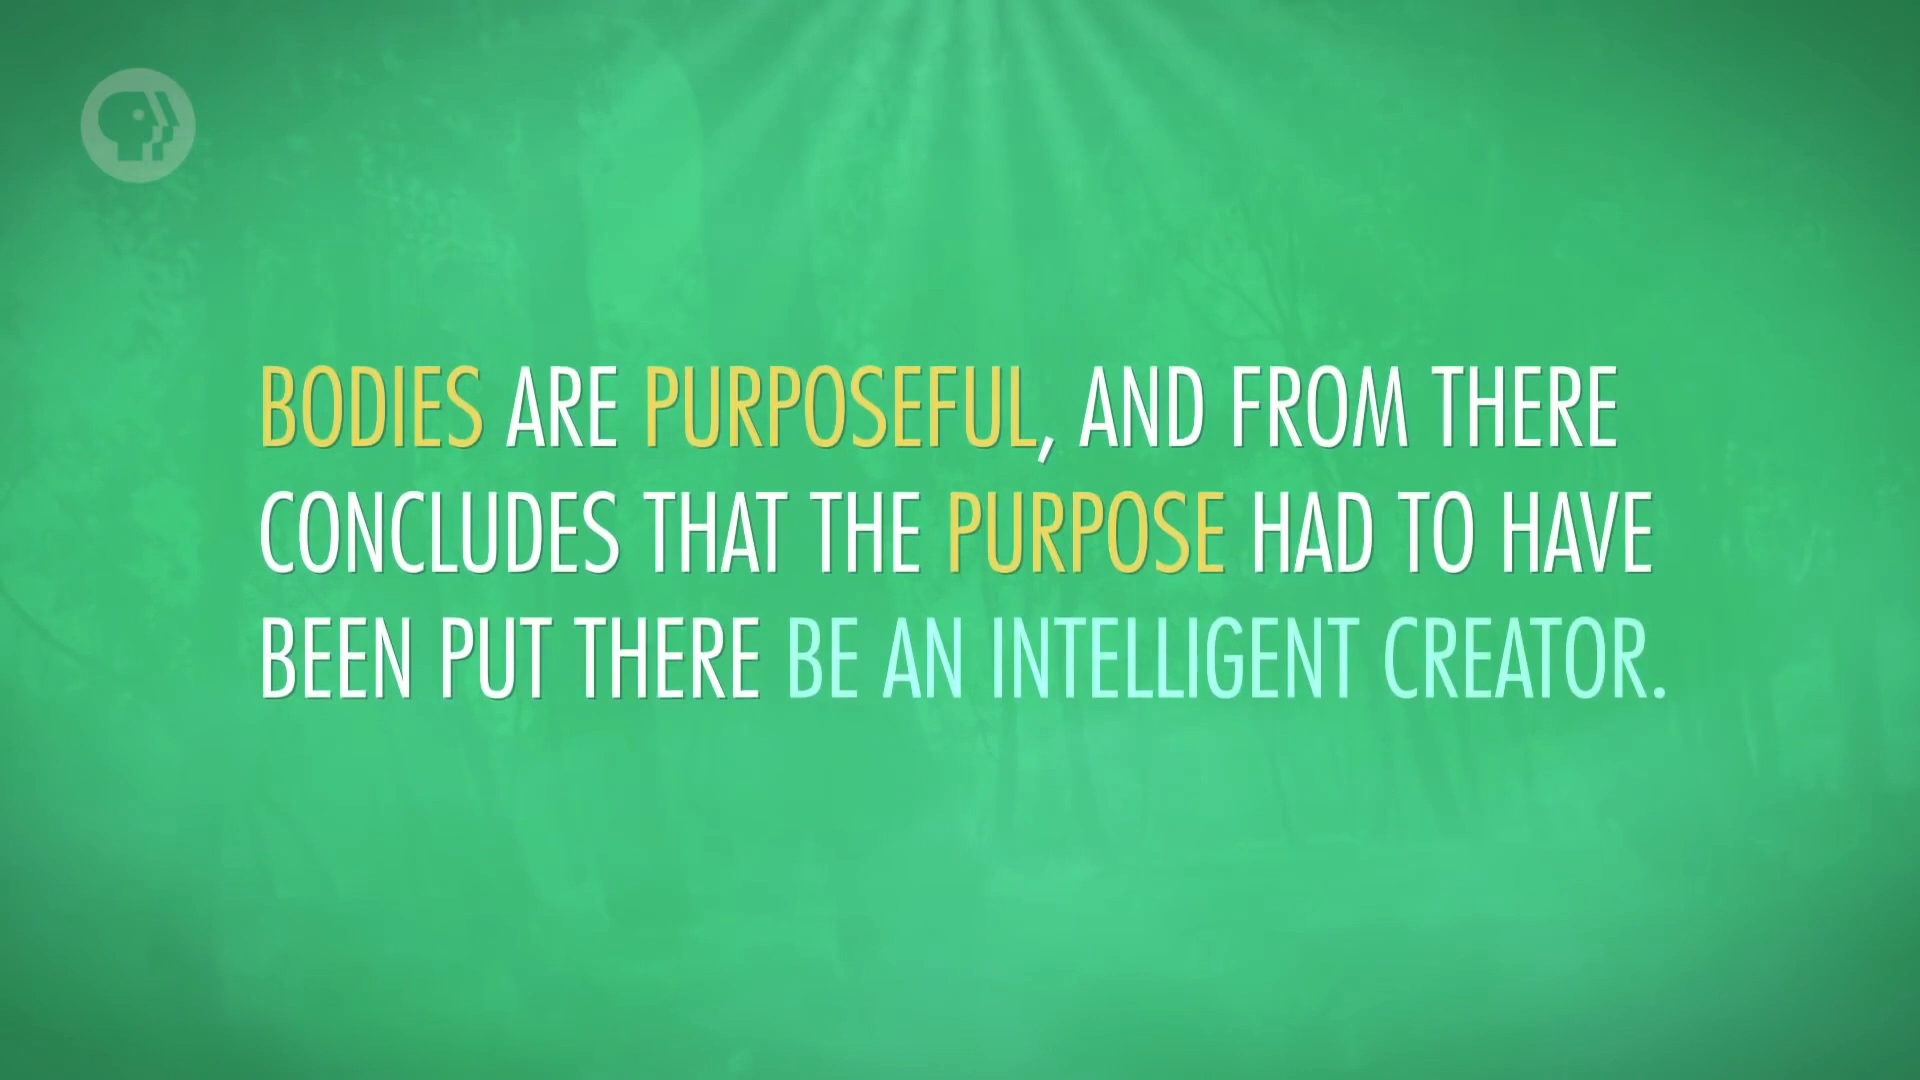 BODIES ARE PURPOSEFUL, AND FROM THERE
CONCLUDES THAT THE PURPOSE HAD TO HAVE
BEEN PUT THERE BE AN INTELLIGENT CREATOR.